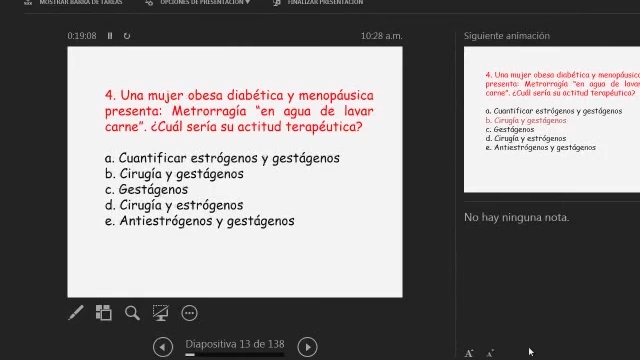 MOSTRAR BARRA DE TAREAS
OPCIONES DE PRESENTACIÓN
FINALIZAR PRESENTACIÓN
0:19:08
10:28 a.m.
4. Una mujer obesa diabética y menopáusica
presenta: Metrorragía “en agua de lavar
carne”. ¿Cuál sería su actitud terapéutica?
a. Cuantificar estrógenos y gestágenos
b. Cirugía y gestágenos
c. Gestágenos
d. Cirugía y estrógenos
e. Antiestrógenos y gestágenos
Diapositiva 13 de 138
Siguiente animación
4. Una mujer obesa diabética y menopáusica
presenta: Metrorragía “en agua de lavar
carne”. ¿Cuál sería su actitud terapéutica?
a. Cuantificar estrógenos y gestágenos
b. Cirugía y gestágenos
c. Gestágenos
d. Cirugía y estrógenos
e. Antiestrógenos y gestágenos
No hay ninguna nota.
A A